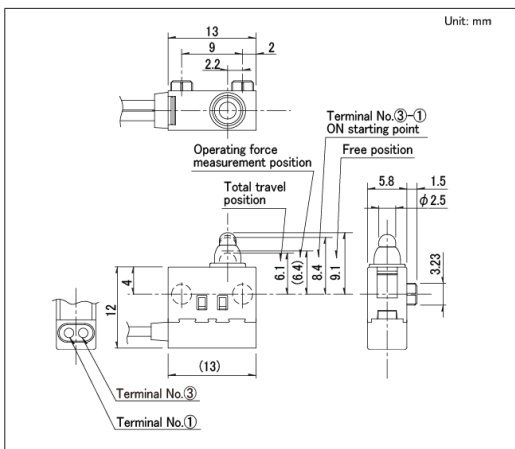 Unit: mm
13
9
2
2.2
Terminal No.③-①
ON starting point
Operating force
measurement position
Free position
Total travel
position
5.8
1.5
φ2.5
6.1
(6.4)
8.4
9.1
3.23
4
12
(13)
Terminal No.③
Terminal No.①